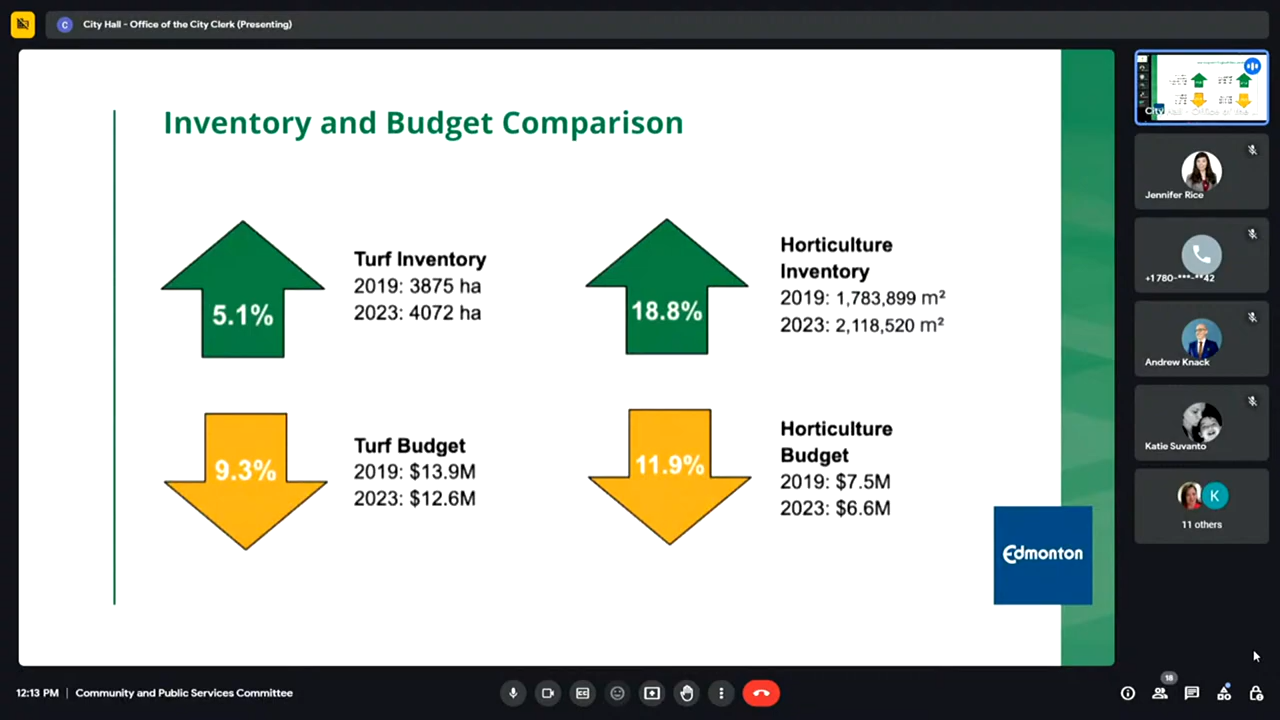 City Hall - Office of the City Clerk (Presenting)
C
Inventory and Budget Comparison
5.1%
Turf Inventory
2019: 3875 ha
2023: 4072 ha
18.8%
Horticulture
Inventory
2019: 1,783,899 m²
2023: 2,118,520 m²
9.3%
Turf Budget
2019: $13.9M
2023: $12.6M
11.9%
Horticulture
Budget
2019: $7.5M
2023: $6.6M
Edmonton
Jennifer Rice
+1 780-***-**42
Andrew Knack
Katie Suvanto
K
11 others
12:13 PM | Community and Public Services Committee
18